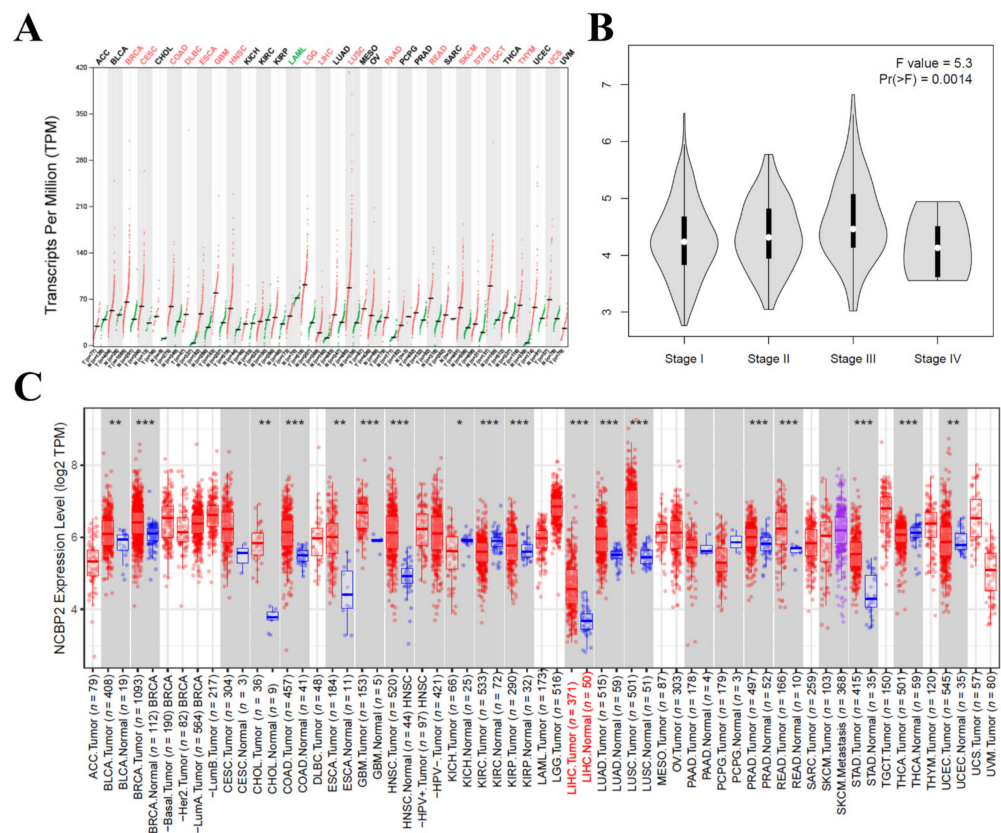 A
ACC
BLCA
BRCA
CESC
CHOL
COAD
DLBC
ESCA
GBM
HNSC
KICH
KIRC
KIRP
LAML
LGG
LIHC
LUAD
LUSC
MESO
OV
PAAD
PCPG
PRAD
READ
SARC
SKCM
STAD
TGCT
THCA
THYM
UCEC
UCS
UVM
Transcripts Per Million (TPM)
420
350
280
210
140
70
0
B
F value = 5.3
Pr(>F) = 0.0014
7
6
5
4
3
Stage I
Stage II
Stage III
Stage IV
C
NCBP2 Expression Level (log2 TPM)
8
6
4
** *** ** *** ** *** *** * *** *** *** *** *** *** *** *** *** **
ACC.Tumor (n = 79)
BLCA.Tumor (n = 408)
BLCA.Normal (n = 19)
BRCA.Tumor (n = 1093)
BRCA.Normal (n = 112) BRCA
−Basal.Tumor (n = 190) BRCA
−Her2.Tumor (n = 82) BRCA
−LumA.Tumor (n = 564) BRCA
−LumB.Tumor (n = 217)
CESC.Tumor (n = 304)
CESC.Normal (n = 3)
CHOL.Tumor (n = 36)
CHOL.Normal (n = 9)
COAD.Tumor (n = 457)
COAD.Normal (n = 41)
DLBC.Tumor (n = 48)
ESCA.Tumor (n = 184)
ESCA.Normal (n = 11)
GBM.Tumor (n = 153)
GBM.Normal (n = 5)
HNSC.Tumor (n = 520)
HNSC.Normal (n = 44) HNSC
−HPV+.Tumor (n = 97) HNSC
−HPV−.Tumor (n = 421)
KICH.Tumor (n = 66)
KICH.Normal (n = 25)
KIRC.Tumor (n = 533)
KIRC.Normal (n = 72)
KIRP.Tumor (n = 290)
KIRP.Normal (n = 32)
LAML.Tumor (n = 173)
LGG.Tumor (n = 516)
LIHC.Tumor (n = 371)
LIHC.Normal (n = 50)
LUAD.Tumor (n = 515)
LUAD.Normal (n = 59)
LUSC.Tumor (n = 501)
LUSC.Normal (n = 51)
MESO.Tumor (n = 87)
OV.Tumor (n = 303)
PAAD.Tumor (n = 178)
PAAD.Normal (n = 4)
PCPG.Tumor (n = 179)
PCPG.Normal (n = 3)
PRAD.Tumor (n = 497)
PRAD.Normal (n = 52)
READ.Tumor (n = 166)
READ.Normal (n = 10)
SARC.Tumor (n = 259)
SKCM.Tumor (n = 103)
SKCM.Metastasis (n = 368)
STAD.Tumor (n = 415)
STAD.Normal (n = 35)
TGCT.Tumor (n = 150)
THCA.Tumor (n = 501)
THCA.Normal (n = 59)
THYM.Tumor (n = 120)
UCEC.Tumor (n = 545)
UCEC.Normal (n = 35)
UCS.Tumor (n = 57)
UVM.Tumor (n = 80)